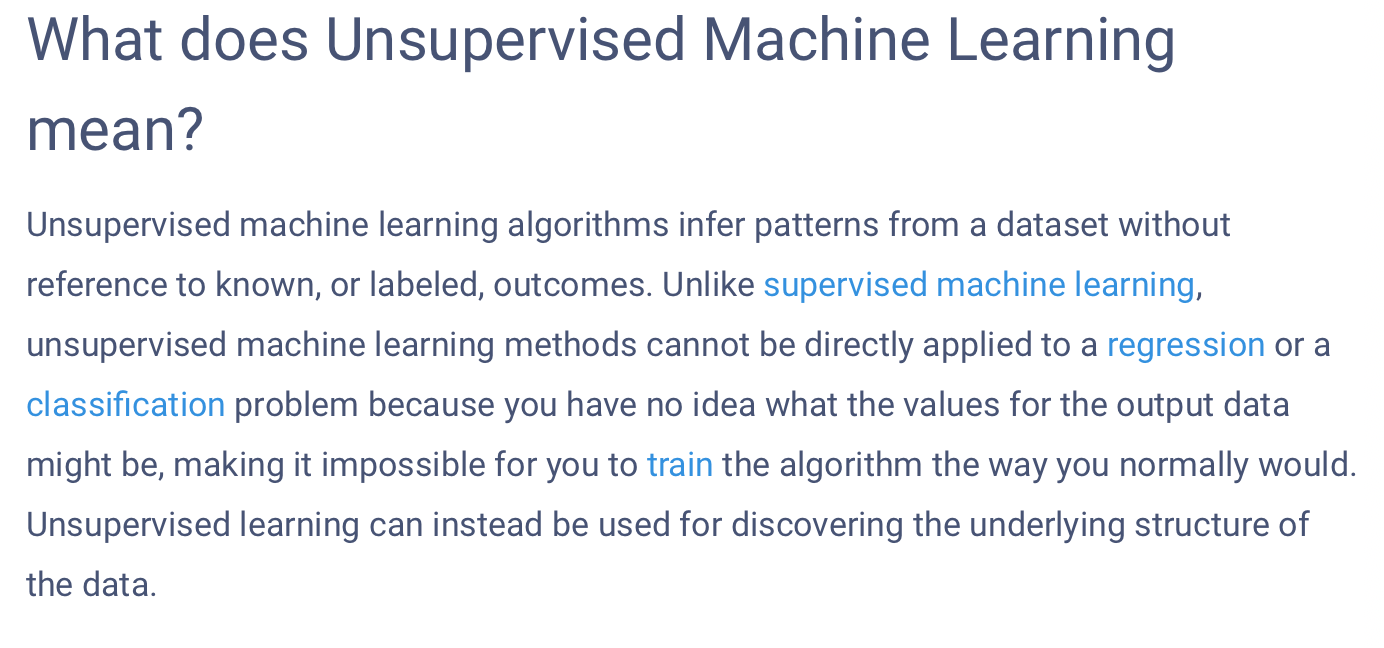 What does Unsupervised Machine Learning
mean?
Unsupervised machine learning algorithms infer patterns from a dataset without
reference to known, or labeled, outcomes. Unlike supervised machine learning,
unsupervised machine learning methods cannot be directly applied to a regression or a
classification problem because you have no idea what the values for the output data
might be, making it impossible for you to train the algorithm the way you normally would.
Unsupervised learning can instead be used for discovering the underlying structure of
the data.